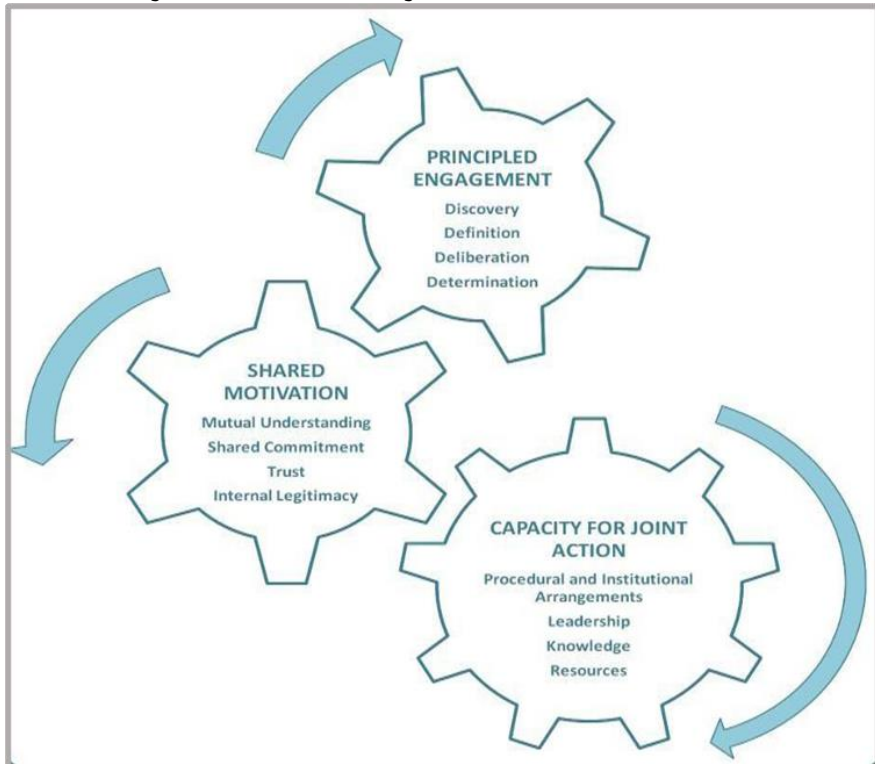 PRINCIPLED
ENGAGEMENT
Discovery
Definition
Deliberation
Determination
SHARED
MOTIVATION
Mutual Understanding
Shared Commitment
Trust
Internal Legitimacy
CAPACITY FOR JOINT
ACTION
Procedural and Institutional
Arrangements
Leadership
Knowledge
Resources